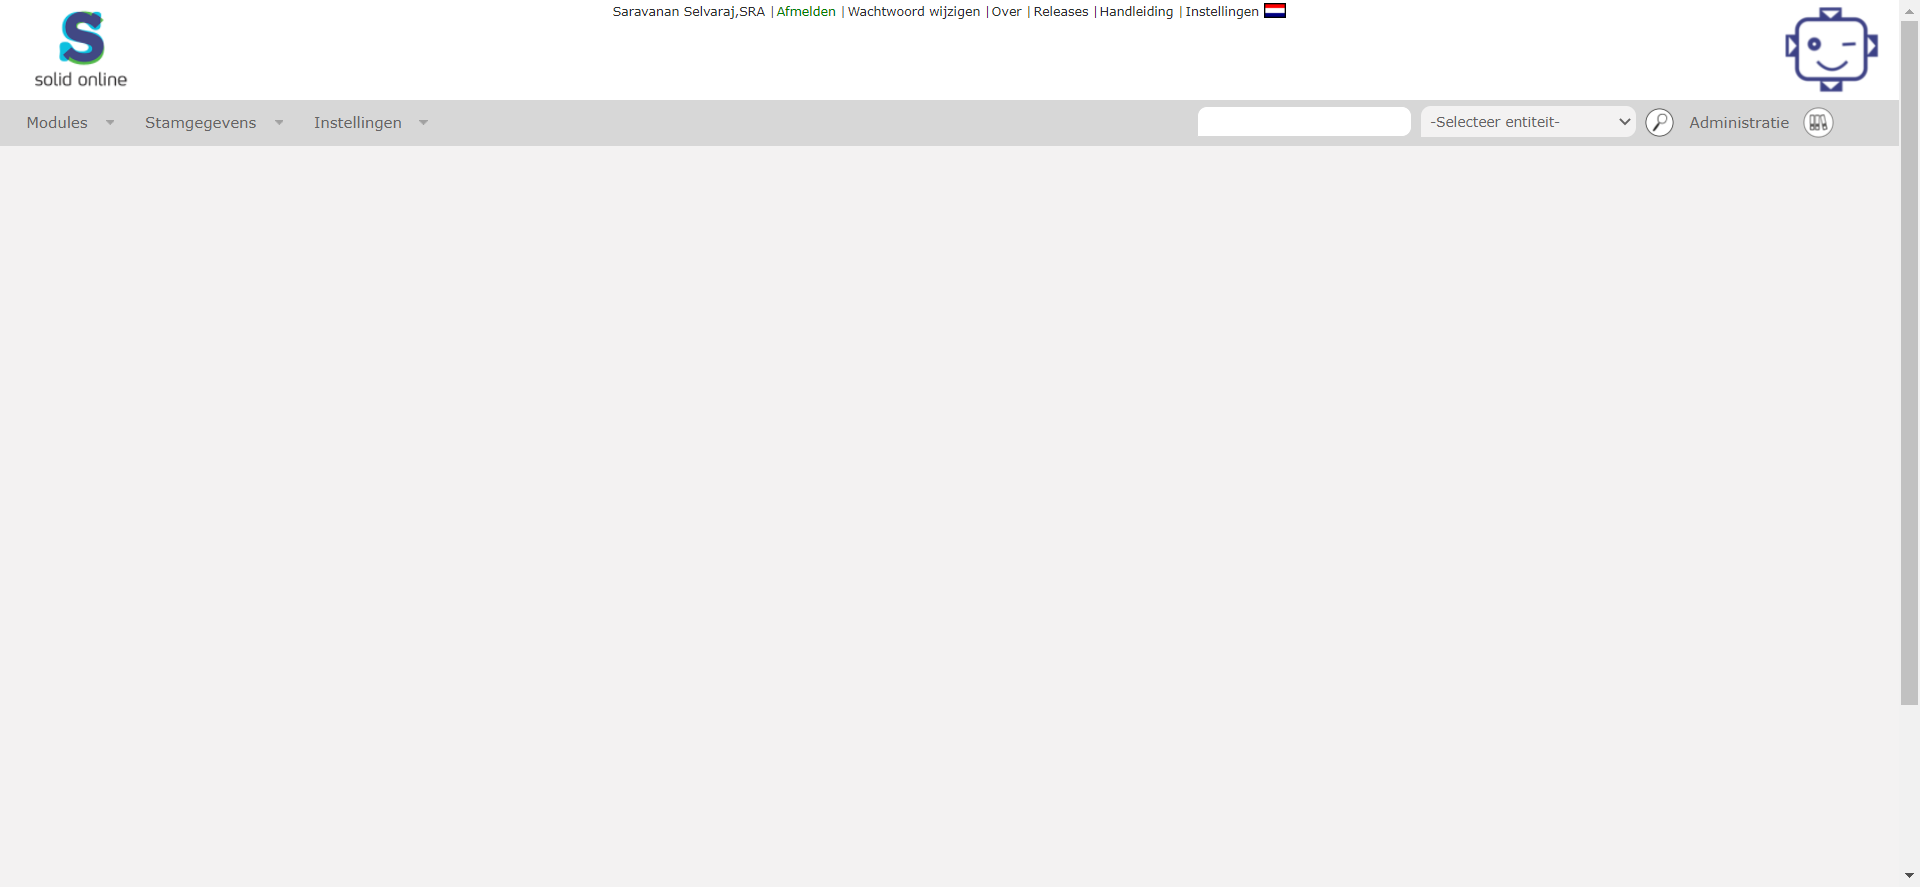 Saravanan Selvaraj,SRA |Afmelden |Wachtwoord wijzigen |Over |Releases |Handleiding |Instellingen
S
solid online
Modules Stamgegevens Instellingen -Selecteer entiteit- Administratie